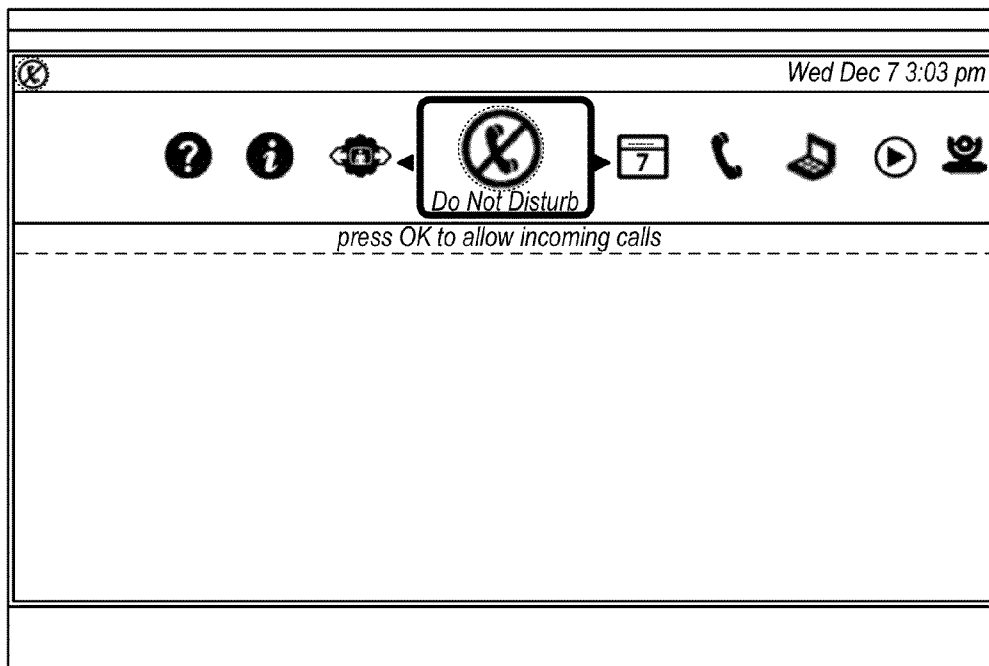 Wed Dec 7 3:03 pm
?
i
7
Do Not Disturb
press OK to allow incoming calls